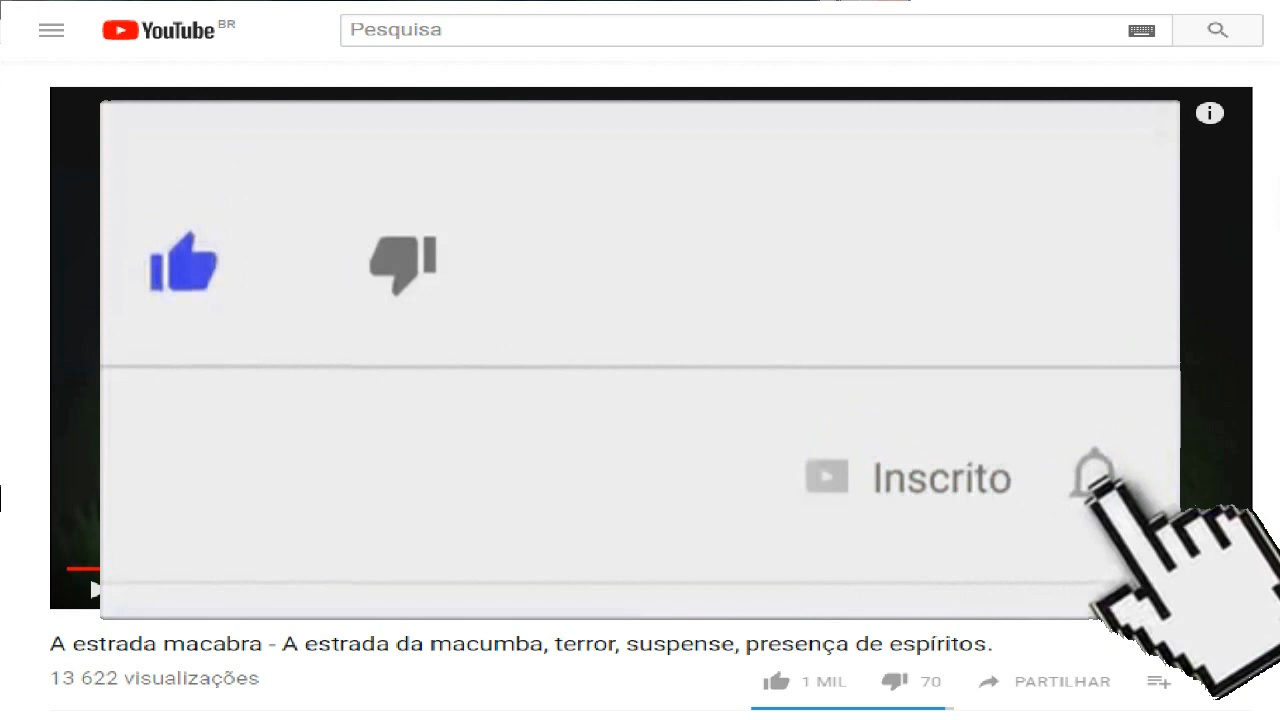 YouTube BR
Pesquisa
i
Inscrito
A estrada macabra - A estrada da macumba, terror, suspense, presença de espíritos.
13 622 visualizações
1 MIL
70
PARTILHAR